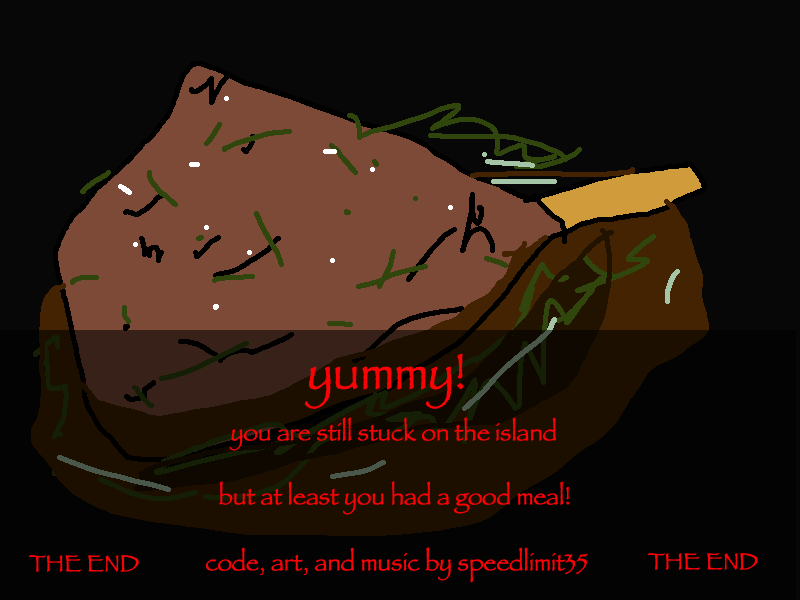 yummy!
you are still stuck on the island
but at least you had a good meal!
THE END
code, art, and music by speedlimit35
THE END